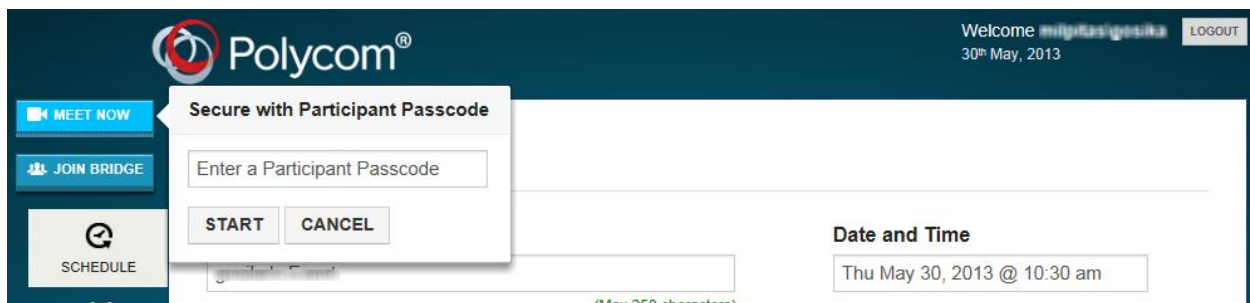 Polycom®
Welcome
LOGOUT
30th May, 2013
MEET NOW
Secure with Participant Passcode
JOIN BRIDGE
Enter a Participant Passcode
START CANCEL
SCHEDULE
Date and Time
Thu May 30, 2013 @ 10:30 am